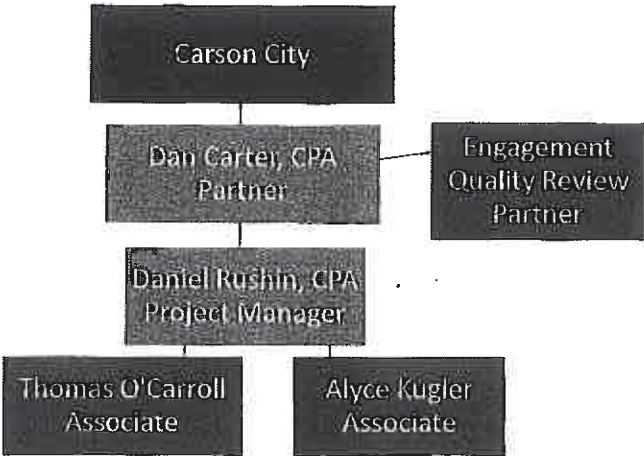 Carson City
Dan Carter, CPA
Partner
Engagement
Quality Review
Partner
Daniel Rushin, CPA
Project Manager
Thomas O'Carroll
Associate
Alyce Kugler
Associate